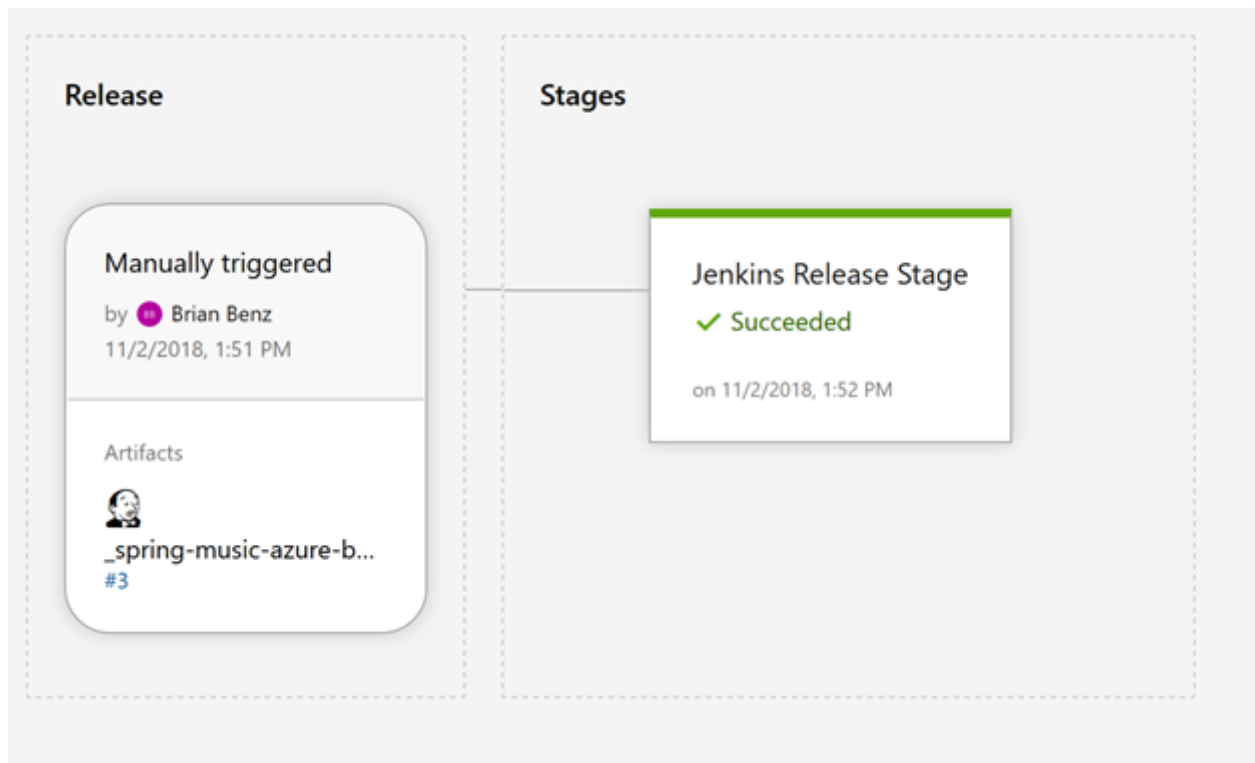 Release
Manually triggered
by BB Brian Benz
11/2/2018, 1:51 PM
Artifacts
_spring-music-azure-b...
#3
Stages
Jenkins Release Stage
Succeeded
on 11/2/2018, 1:52 PM